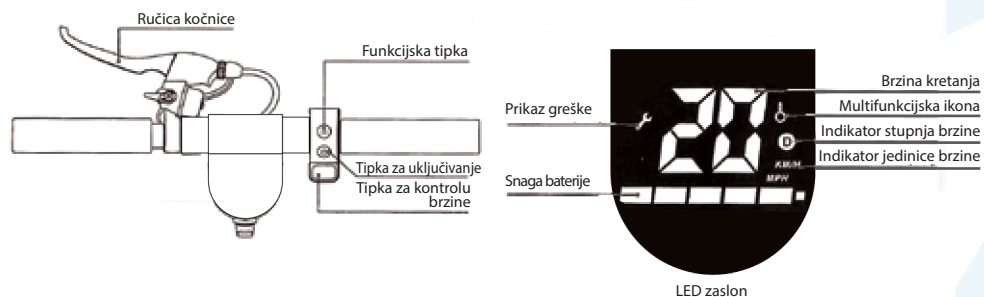 Ručica kočnice
Funkcijska tipka
Tipka za uključivanje
Tipka za kontrolu
brzine
Prikaz greške
Snaga baterije
20
D
KM/H
MPH
Brzina kretanja
Multifunkcijska ikona
Indikator stupnja brzine
Indikator jedinice brzine
LED zaslon